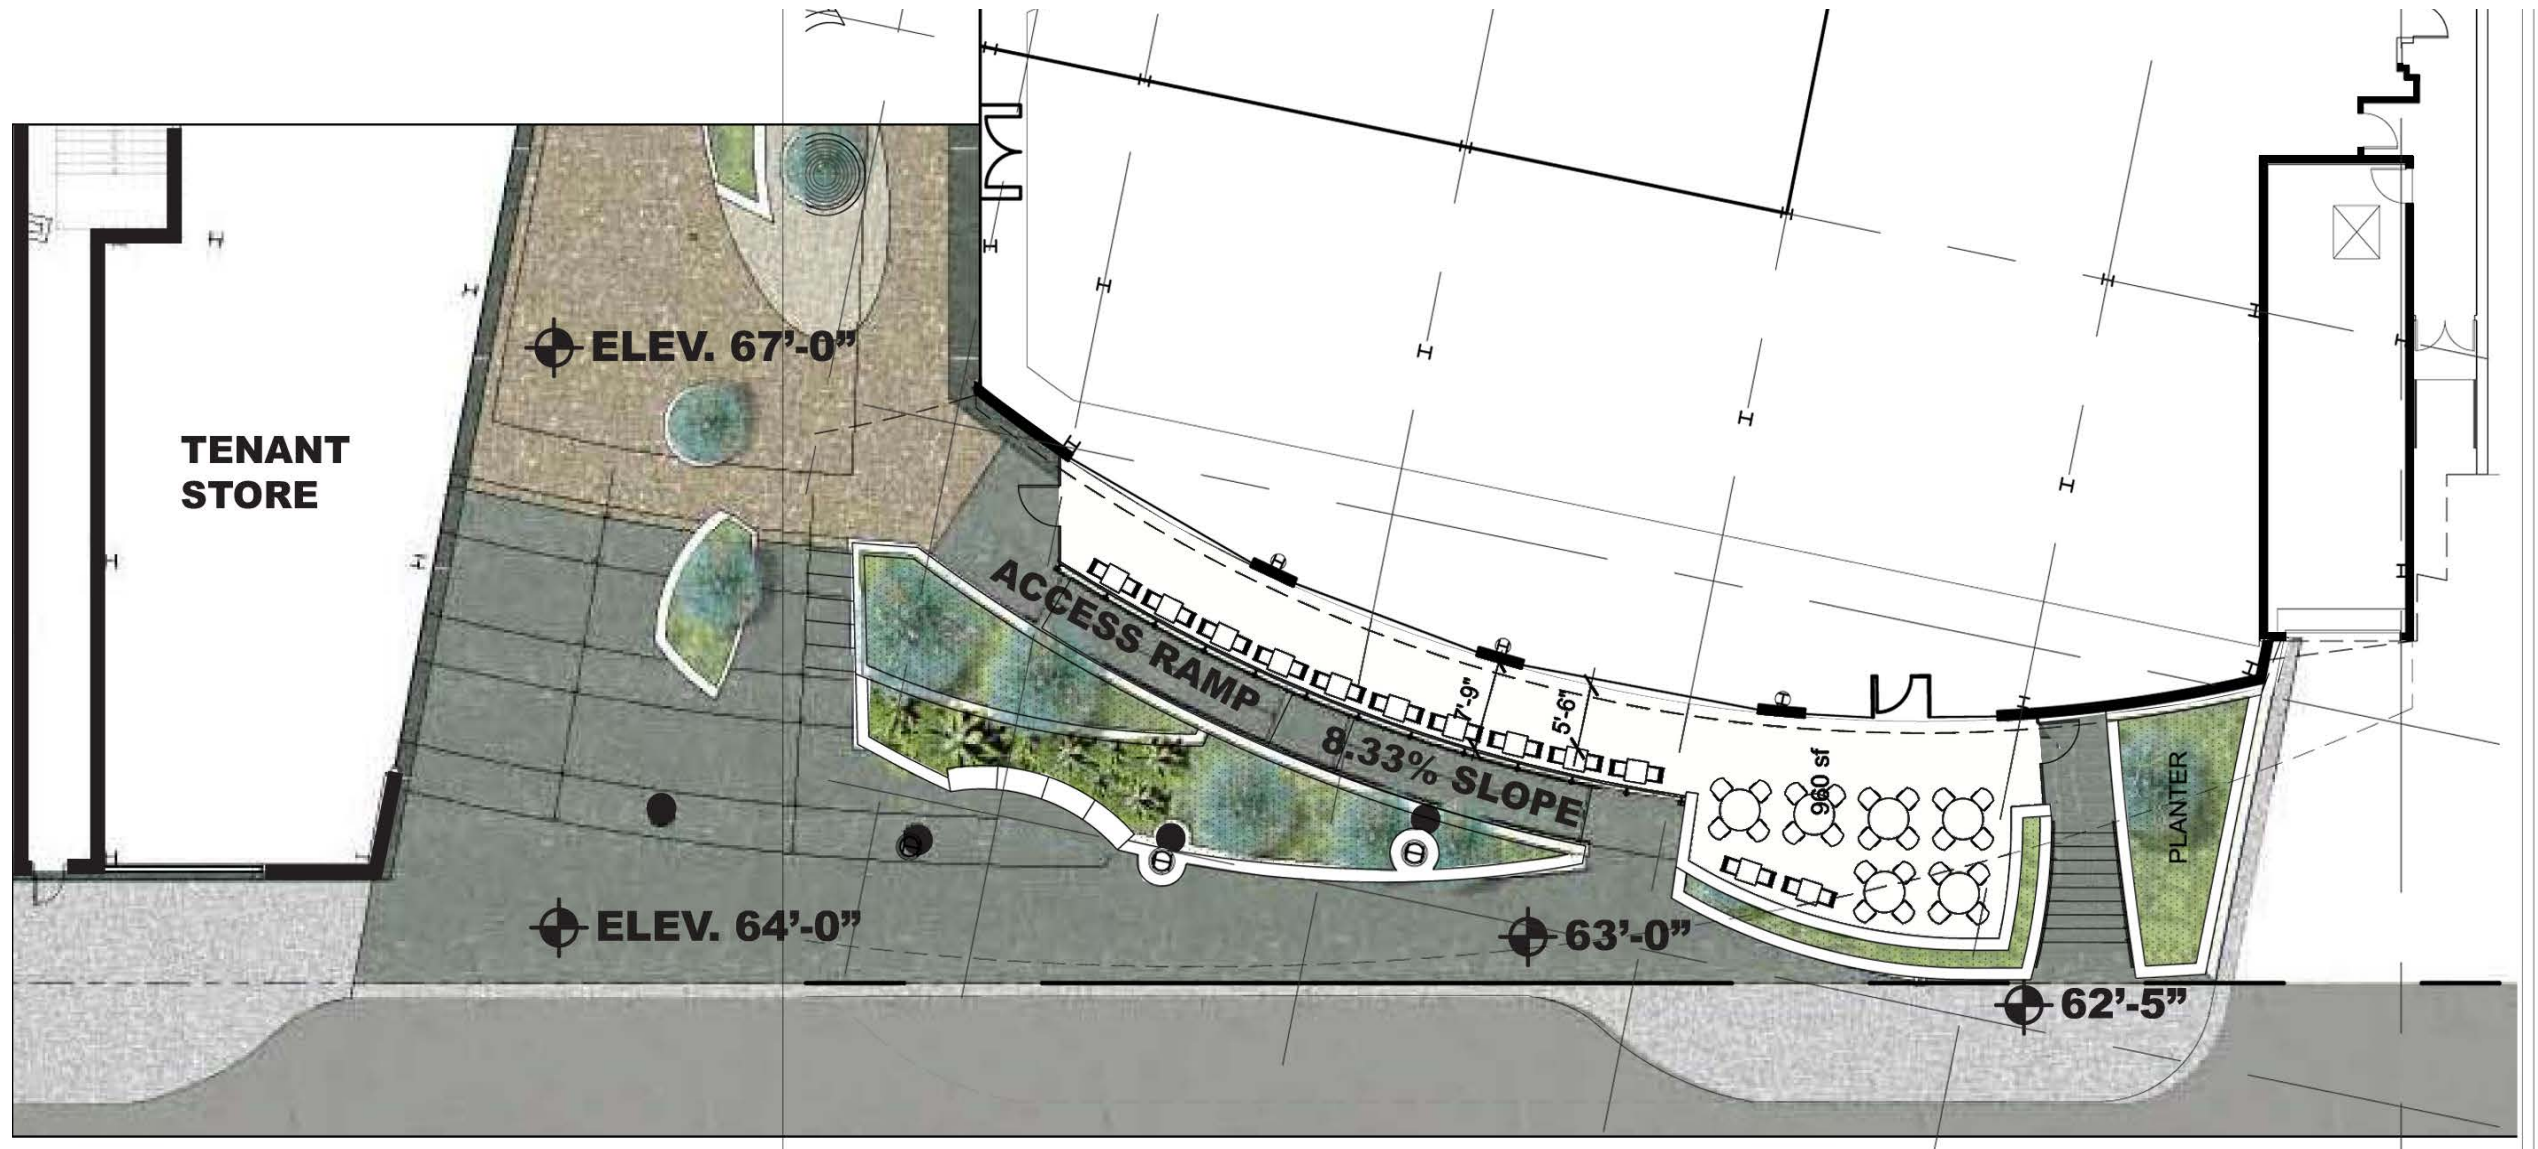 ELEV. 67’-0”
TENANT
STORE
ACCESS RAMP
8.33% SLOPE
7'-9"
5'-6"
960 sf
PLANTER
ELEV. 64’-0”
63’-0”
62’-5”